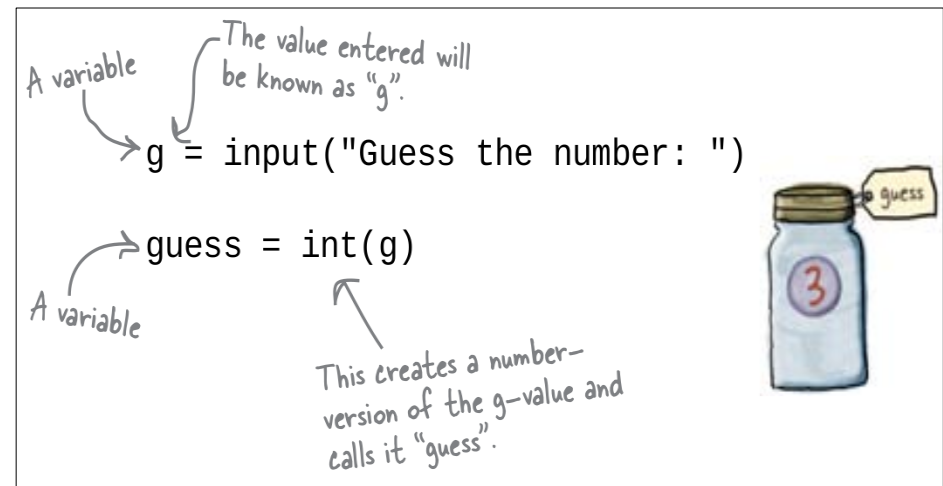 A variable
The value entered will
be known as “g”.
g = input("Guess the number: ")
guess
3
guess = int(g)
A variable
This creates a number-
version of the g-value and
calls it “guess”.